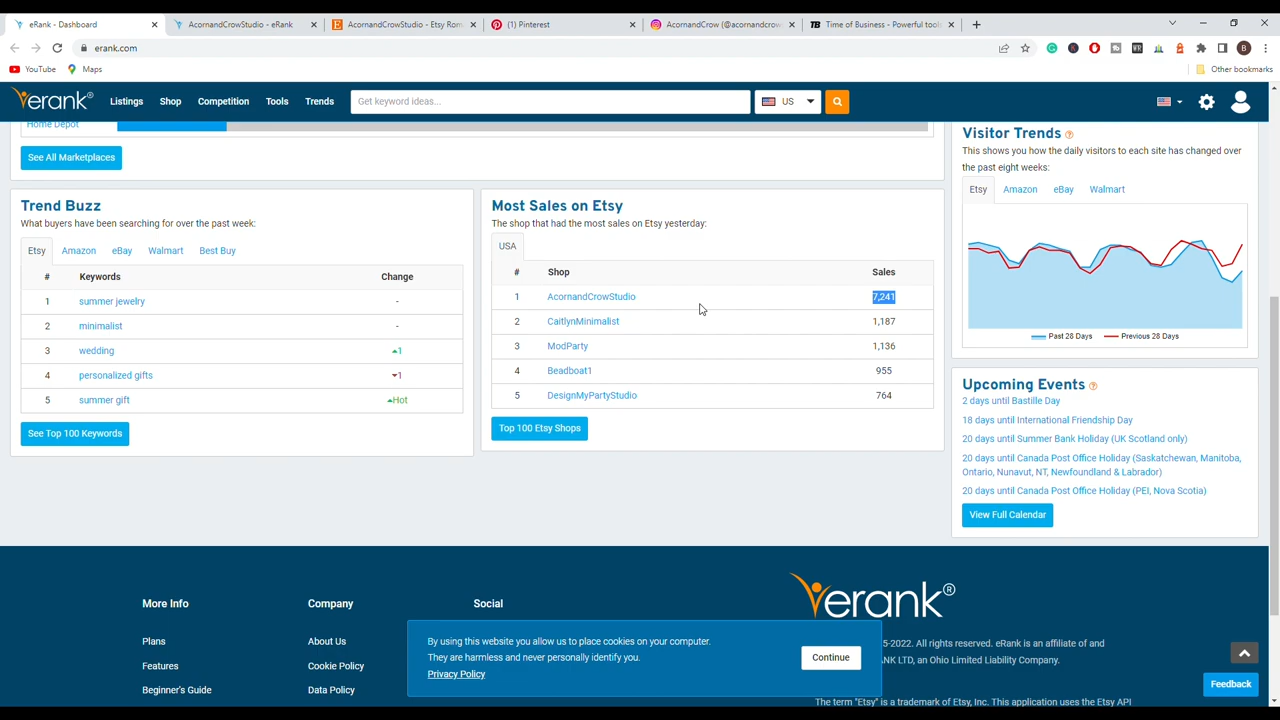 eRank - Dashboard
AcornandCrowStudio - eRank
AcornandCrowStudio - Etsy Rom
(1) Pinterest
AcornandCrow (@acornandcrow
Time of Business - Powerful tool
erank.com
YouTube
Maps
Other bookmarks
erank®
Listings
Shop
Competition
Tools
Trends
Get keyword ideas...
US
Home Depot
See All Marketplaces
Trend Buzz
What buyers have been searching for over the past week:
Etsy
Amazon
eBay
Walmart
Best Buy
# Keywords Change
1 summer jewelry -
2 minimalist -
3 wedding ▲1
4 personalized gifts ▼1
5 summer gift ▲Hot
See Top 100 Keywords
Most Sales on Etsy
The shop that had the most sales on Etsy yesterday:
USA
# Shop Sales
1 AcornandCrowStudio 7,241
2 CaitlynMinimalist 1,187
3 ModParty 1,136
4 Beadboat1 955
5 DesignMyPartyStudio 764
Top 100 Etsy Shops
Visitor Trends ?
This shows you how the daily visitors to each site has changed over
the past eight weeks:
Etsy
Amazon
eBay
Walmart
Past 28 Days
Previous 28 Days
Upcoming Events ?
2 days until Bastille Day
18 days until International Friendship Day
20 days until Summer Bank Holiday (UK Scotland only)
20 days until Canada Post Office Holiday (Saskatchewan, Manitoba,
Ontario, Nunavut, NT, Newfoundland & Labrador)
20 days until Canada Post Office Holiday (PEI, Nova Scotia)
View Full Calendar
More Info
Plans
Features
Beginner's Guide
Company
About Us
Cookie Policy
Data Policy
Social
By using this website you allow us to place cookies on your computer.
They are harmless and never personally identify you.
Privacy Policy
Continue
erank®
5-2022. All rights reserved. eRank is an affiliate of and
NK LTD, an Ohio Limited Liability Company.
The term "Etsy" is a trademark of Etsy, Inc. This application uses the Etsy API
Feedback